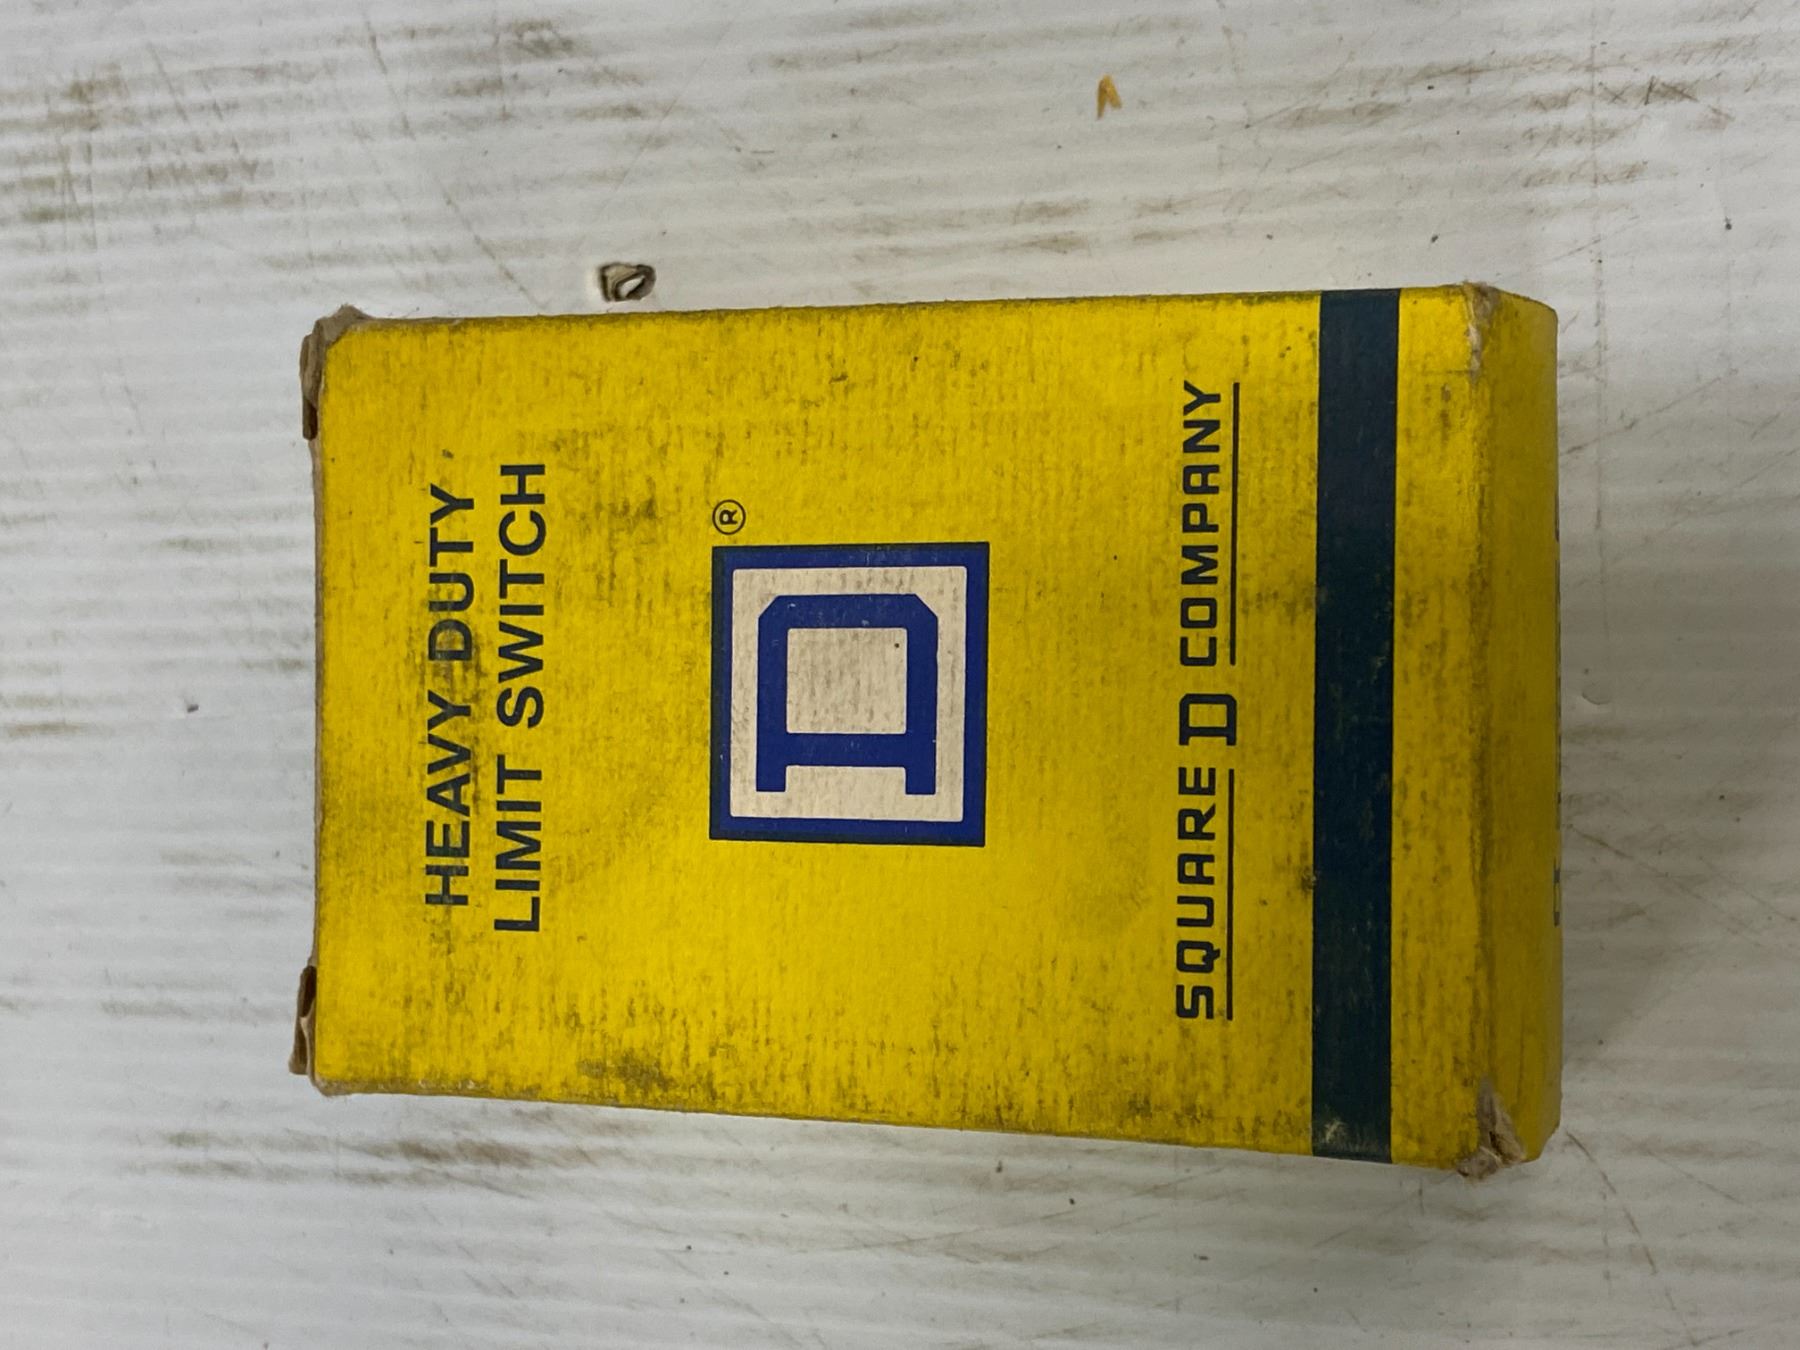 HEAVY DUTY
LIMIT SWITCH
D ®
SQUARE D COMPANY